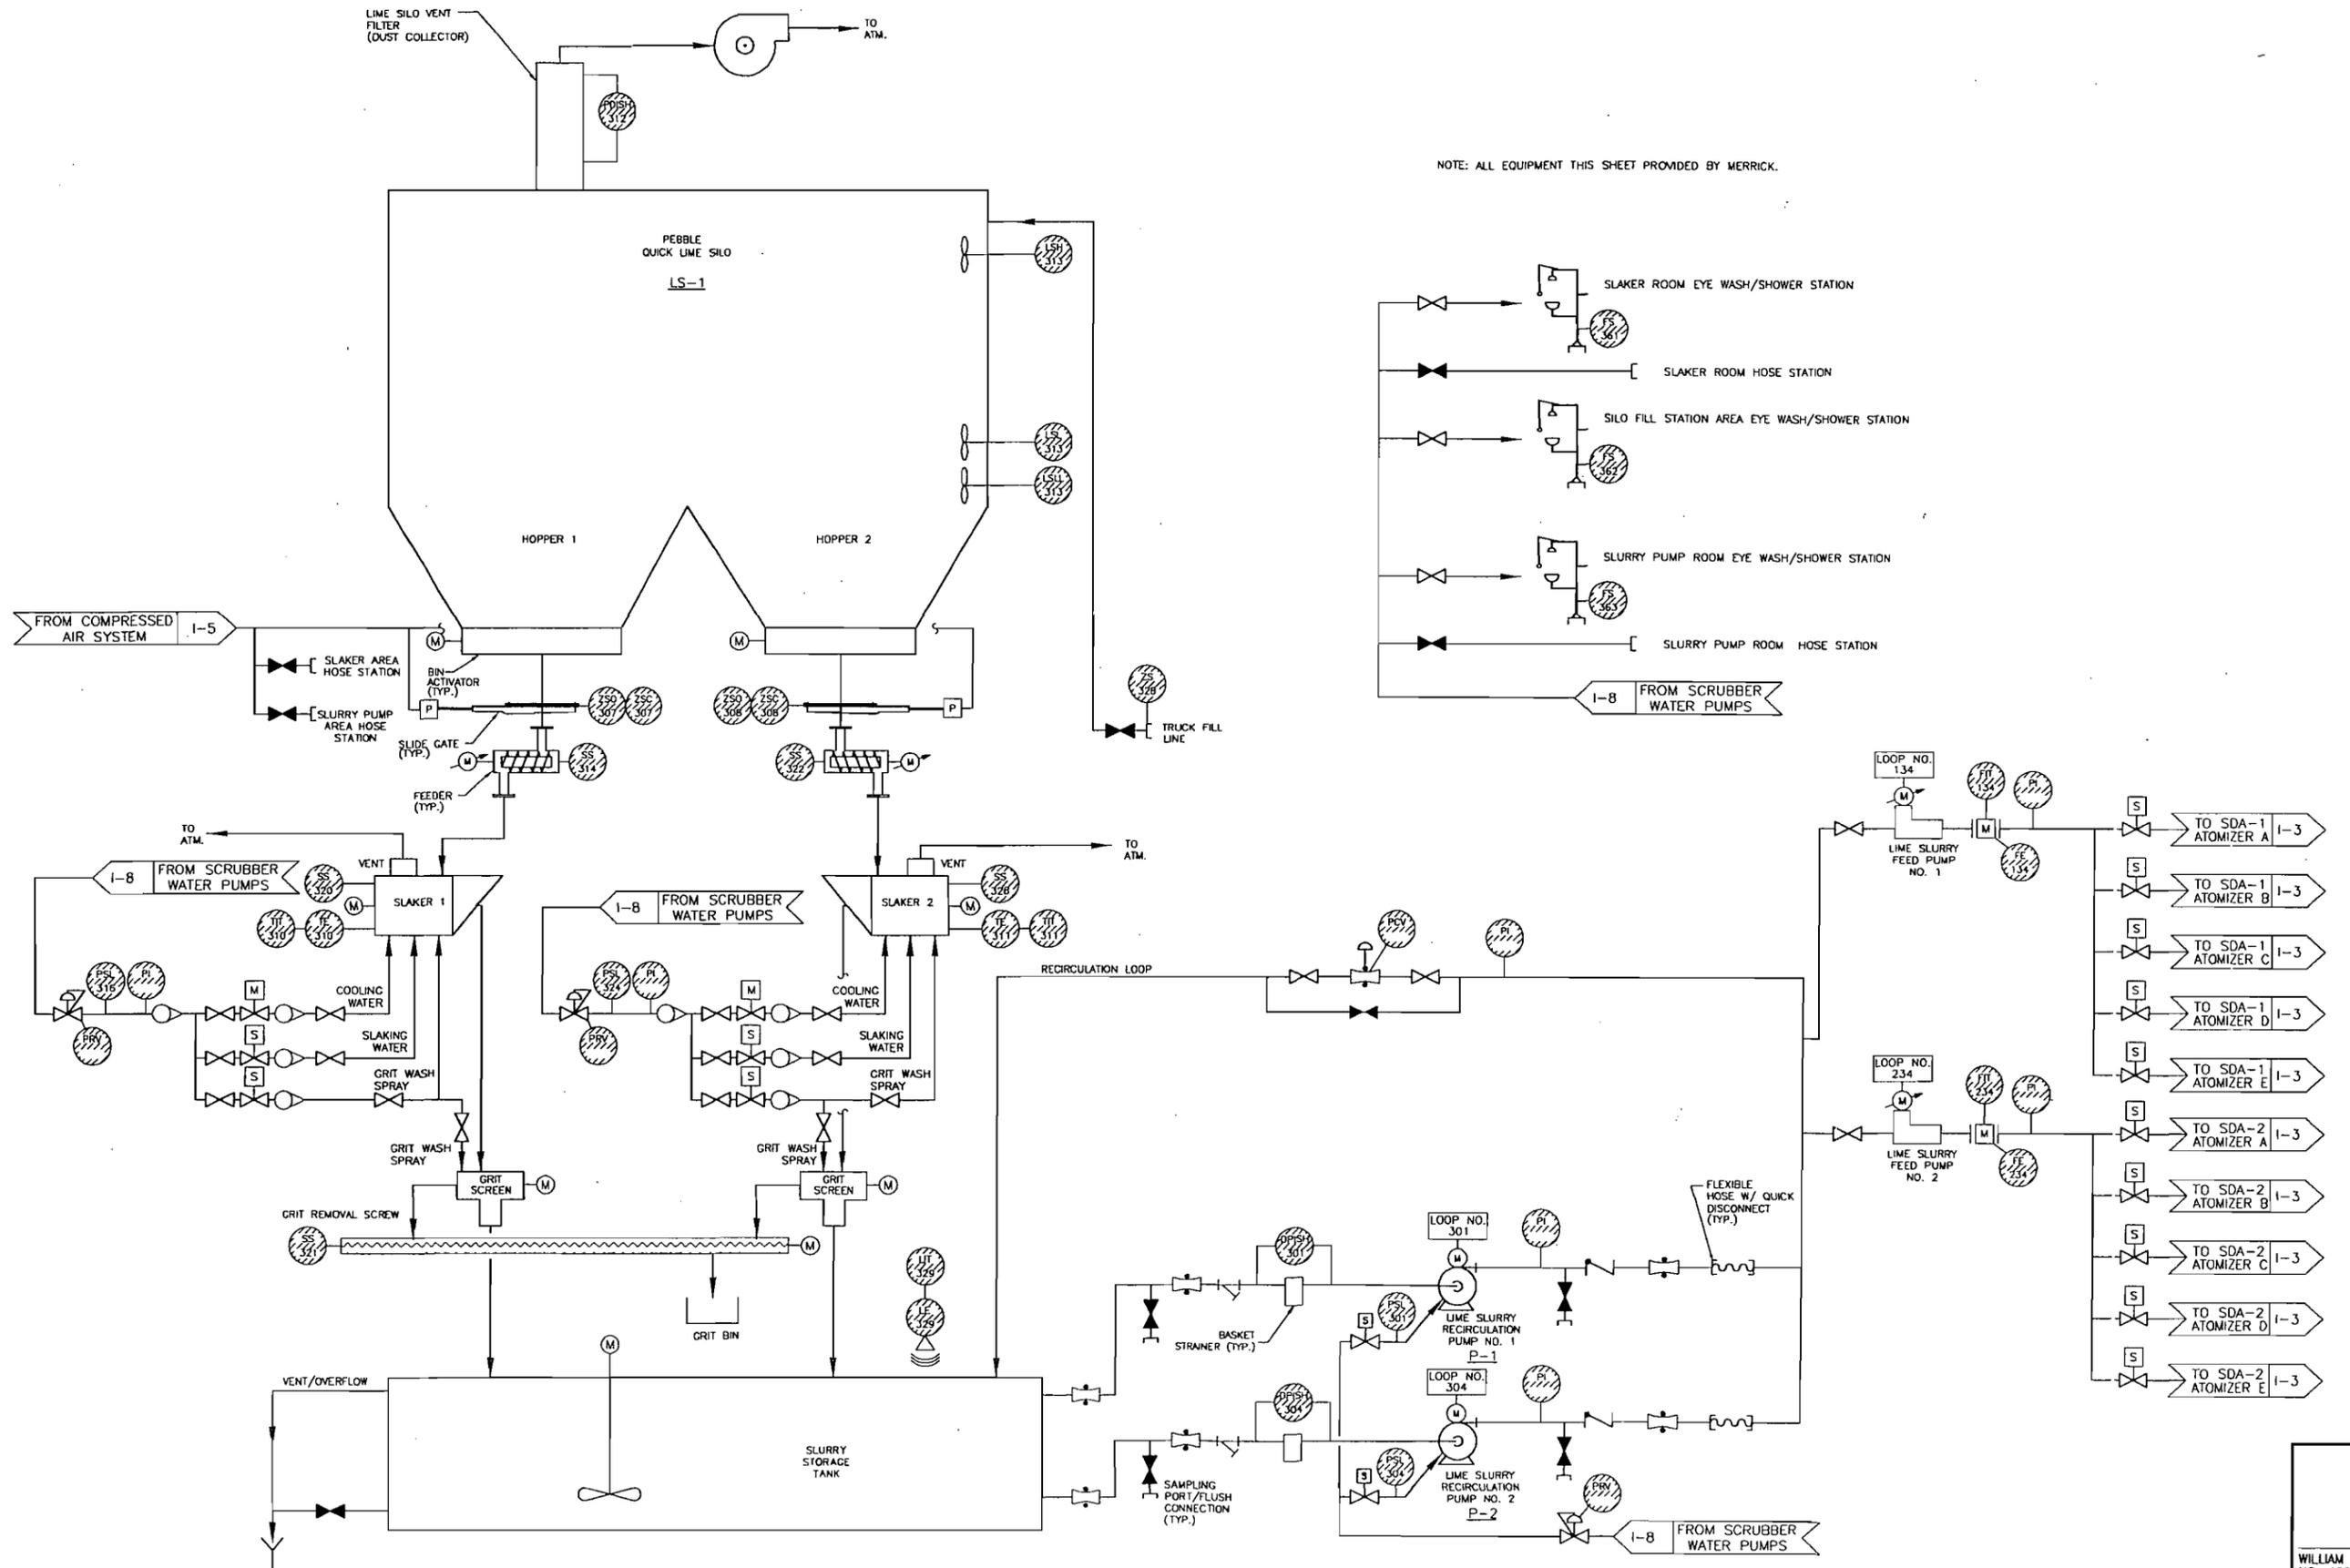 LIME SILO VENT
FILTER
(DUST COLLECTOR)
TO
ATM.
PDISH
312
NOTE: ALL EQUIPMENT THIS SHEET PROVIDED BY MERRICK.
PEBBLE
QUICK LIME SILO
LS-1
LSH
313
LSL
313
LSLL
313
HOPPER 1
HOPPER 2
SLAKER ROOM EYE WASH/SHOWER STATION
FS
361
SLAKER ROOM HOSE STATION
SILO FILL STATION AREA EYE WASH/SHOWER STATION
FS
362
SLURRY PUMP ROOM EYE WASH/SHOWER STATION
FS
363
SLURRY PUMP ROOM HOSE STATION
I-8
FROM SCRUBBER
WATER PUMPS
FROM COMPRESSED
AIR SYSTEM
I-5
SLAKER AREA
HOSE STATION
SLURRY PUMP
AREA HOSE
STATION
M
BIN
ACTIVATOR
(TYP.)
M
P
ZSO
307
ZSC
307
ZSO
308
ZSC
308
P
SLIDE GATE
(TYP.)
M
SS
314
SS
322
M
FEEDER
(TYP.)
ZS
328
TRUCK FILL
LINE
TO
ATM.
VENT
I-8
FROM SCRUBBER
WATER PUMPS
SS
320
M
SLAKER 1
TIT
310
TE
310
I-8
FROM SCRUBBER
WATER PUMPS
VENT
TO
ATM.
SLAKER 2
SS
328
M
TE
311
TIT
311
PSL
316
PI
PRV
M
COOLING
WATER
S
SLAKING
WATER
S
GRIT WASH
SPRAY
PSL
324
PI
PRV
M
COOLING
WATER
S
SLAKING
WATER
S
GRIT WASH
SPRAY
GRIT WASH
SPRAY
GRIT
SCREEN
M
GRIT WASH
SPRAY
GRIT
SCREEN
M
GRIT REMOVAL SCREW
SS
321
M
GRIT BIN
LIT
329
LE
329
VENT/OVERFLOW
M
SLURRY
STORAGE
TANK
RECIRCULATION LOOP
PCV
PI
LOOP NO.
134
M
LIME SLURRY
FEED PUMP
NO. 1
FIT
134
M
FE
134
PI
S
TO SDA-1
ATOMIZER A
I-3
S
TO SDA-1
ATOMIZER B
I-3
S
TO SDA-1
ATOMIZER C
I-3
S
TO SDA-1
ATOMIZER D
I-3
S
TO SDA-1
ATOMIZER E
I-3
LOOP NO.
234
M
LIME SLURRY
FEED PUMP
NO. 2
FIT
234
M
FE
234
PI
S
TO SDA-2
ATOMIZER A
I-3
S
TO SDA-2
ATOMIZER B
I-3
S
TO SDA-2
ATOMIZER C
I-3
S
TO SDA-2
ATOMIZER D
I-3
S
TO SDA-2
ATOMIZER E
I-3
FLEXIBLE
HOSE W/ QUICK
DISCONNECT
(TYP.)
DPISH
301
BASKET
STRAINER (TYP.)
LOOP NO.
301
M
PI
S
PSL
301
LIME SLURRY
RECIRCULATION
PUMP NO. 1
P-1
DPISH
304
LOOP NO.
304
M
PI
S
PSL
304
LIME SLURRY
RECIRCULATION
PUMP NO. 2
P-2
SAMPLING
PORT/FLUSH
CONNECTION
(TYP.)
PRV
I-8
FROM SCRUBBER
WATER PUMPS
WILLIAM